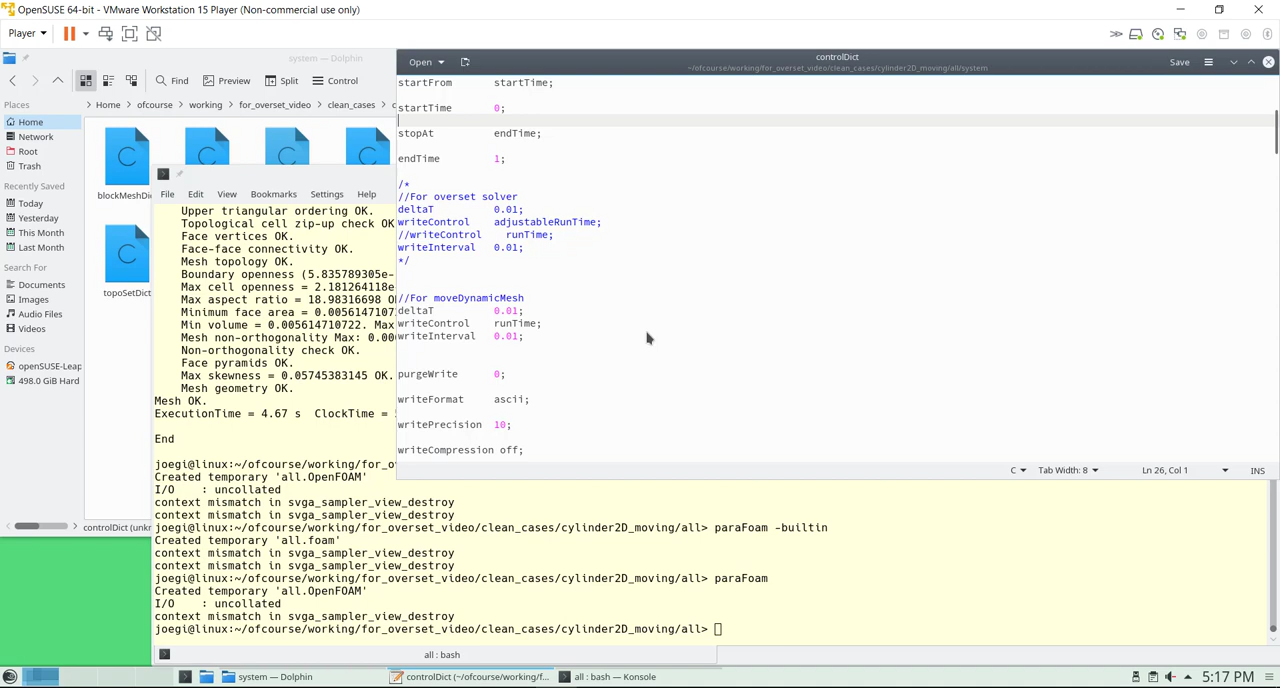 OpenSUSE 64-bit - VMware Workstation 15 Player (Non-commercial use only)
Player
system — Dolphin
Find Preview Split Control
Places
Home ofcourse working for_overset_video clean_cases
Home
Network
Root
Trash
Recently Saved
Today
Yesterday
This Month
Last Month
Search For
Documents
Images
Audio Files
Videos
Devices
openSUSE-Leap
498.0 GiB Hard
blockMeshDic
topoSetDict
controlDict (unkn
File Edit View Bookmarks Settings Help
Upper triangular ordering OK.
Topological cell zip-up check OK
Face vertices OK.
Face-face connectivity OK.
Mesh topology OK.
Boundary openness (5.835789305e-
Max cell openness = 2.181264118e
Max aspect ratio = 18.98316698 O
Minimum face area = 0.0056147107
Min volume = 0.005614710722. Max
Mesh non-orthogonality Max: 0.00
Non-orthogonality check OK.
Face pyramids OK.
Max skewness = 0.05745383145 OK.
Mesh geometry OK.
Mesh OK.
ExecutionTime = 4.67 s  ClockTime =
End
joegi@linux:~/ofcourse/working/for_o
Created temporary 'all.OpenFOAM'
I/O    : uncollated
context mismatch in svga_sampler_view_destroy
context mismatch in svga_sampler_view_destroy
joegi@linux:~/ofcourse/working/for_overset_video/clean_cases/cylinder2D_moving/all> paraFoam -builtin
Created temporary 'all.foam'
context mismatch in svga_sampler_view_destroy
context mismatch in svga_sampler_view_destroy
joegi@linux:~/ofcourse/working/for_overset_video/clean_cases/cylinder2D_moving/all> paraFoam
Created temporary 'all.OpenFOAM'
I/O    : uncollated
context mismatch in svga_sampler_view_destroy
joegi@linux:~/ofcourse/working/for_overset_video/clean_cases/cylinder2D_moving/all>
all : bash
Open
controlDict
~/ofcourse/working/for_overset_video/clean_cases/cylinder2D_moving/all/system
Save
startFrom       startTime;
startTime       0;
stopAt          endTime;
endTime         1;
/*
//For overset solver
deltaT          0.01;
writeControl    adjustableRunTime;
//writeControl    runTime;
writeInterval   0.01;
*/
//For moveDynamicMesh
deltaT          0.01;
writeControl    runTime;
writeInterval   0.01;
purgeWrite      0;
writeFormat     ascii;
writePrecision  10;
writeCompression off;
C Tab Width: 8 Ln 26, Col 1 INS
system — Dolphin
controlDict (~/ofcourse/working/f...
all : bash — Konsole
5:17 PM